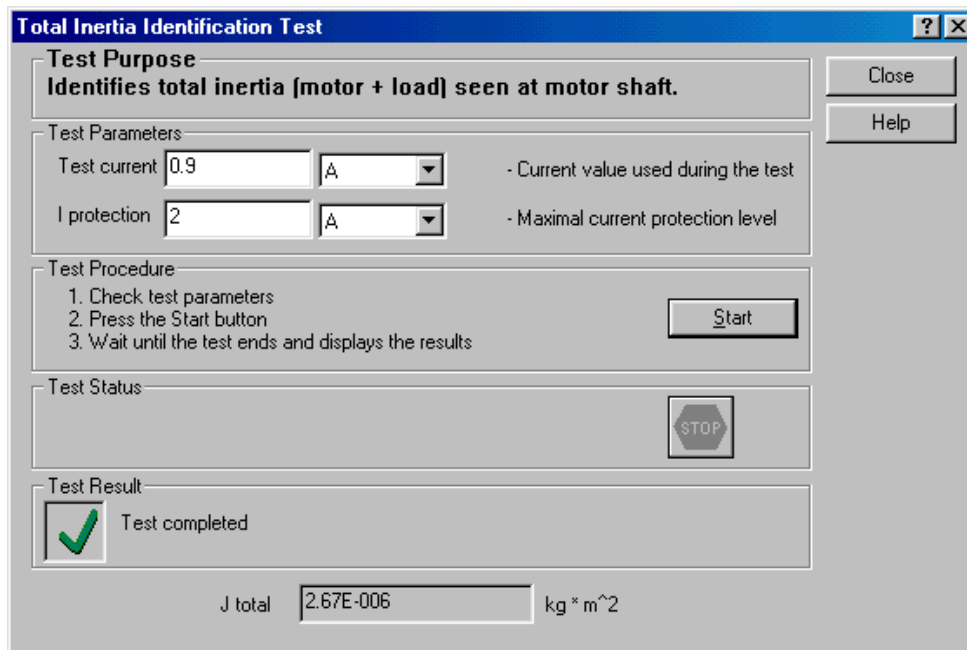 Total Inertia Identification Test
Test Purpose
Identifies total inertia (motor + load) seen at motor shaft.
Close
Help
Test Parameters
Test current 0.9 A - Current value used during the test
I protection 2 A - Maximal current protection level
Test Procedure
1. Check test parameters
2. Press the Start button
3. Wait until the test ends and displays the results
Start
Test Status
STOP
Test Result
Test completed
J total 2.67E-006 kg * m^2